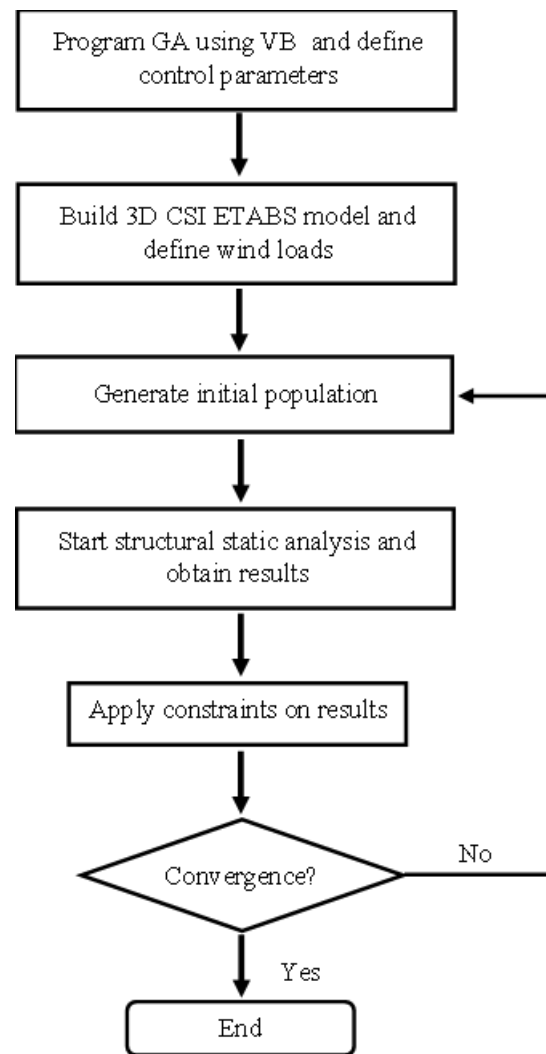 Program GA using VB and define
control parameters
Build 3D CSI ETABS model and
define wind loads
Generate initial population
Start structural static analysis and
obtain results
Apply constraints on results
Convergence?
No
Yes
End